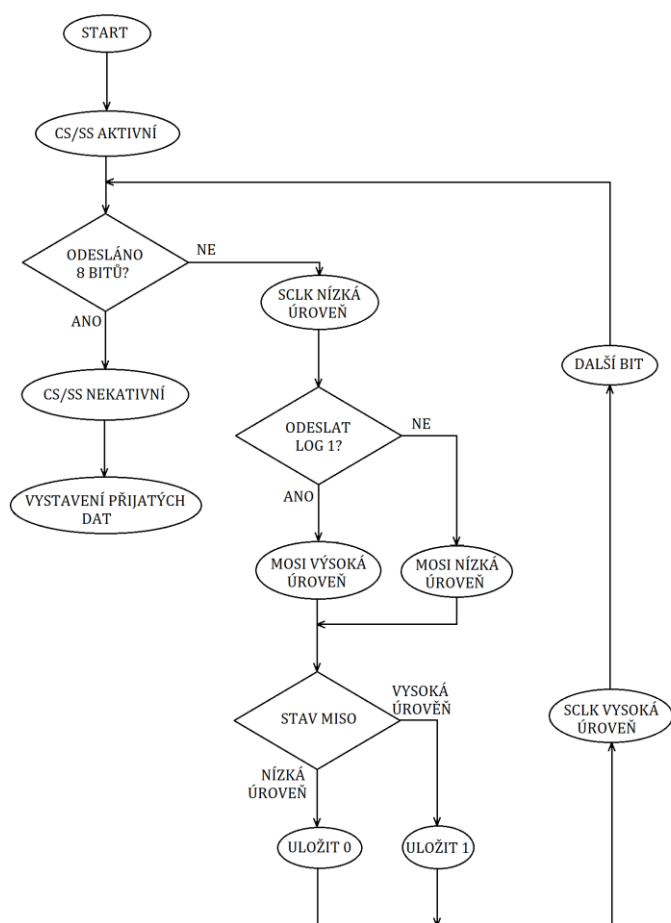 START
CS/SS AKTIVNÍ
ODESLÁNO
8 BITŮ?
NE
ANO
SCLK NÍZKÁ
ÚROVEŇ
DALŠÍ BIT
CS/SS NEKATIVNÍ
ODESLAT
LOG 1?
NE
ANO
VYSTAVENÍ PŘIJATÝCH
DAT
MOSI VÝSOKÁ
ÚROVEŇ
MOSI NÍZKÁ
ÚROVEŇ
STAV MISO
VYSOKÁ
ÚROVĚŇ
NÍZKÁ
ÚROVEŇ
SCLK VYSOKÁ
ÚROVEŇ
ULOŽIT 0
ULOŽIT 1